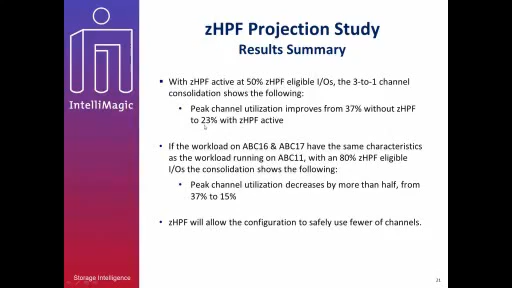 zHPF Projection Study
Results Summary
IntelliMagic
With zHPF active at 50% zHPF eligible I/Os, the 3-to-1 channel
consolidation shows the following:
Peak channel utilization improves from 37% without zHPF
to 23% with zHPF active
If the workload on ABC16 & ABC17 have the same characteristics
as the workload running on ABC11, with an 80% zHPF eligible
I/Os the consolidation shows the following:
Peak channel utilization decreases by more than half, from
37% to 15%
zHPF will allow the configuration to safely use fewer of channels.
Storage Intelligence
21